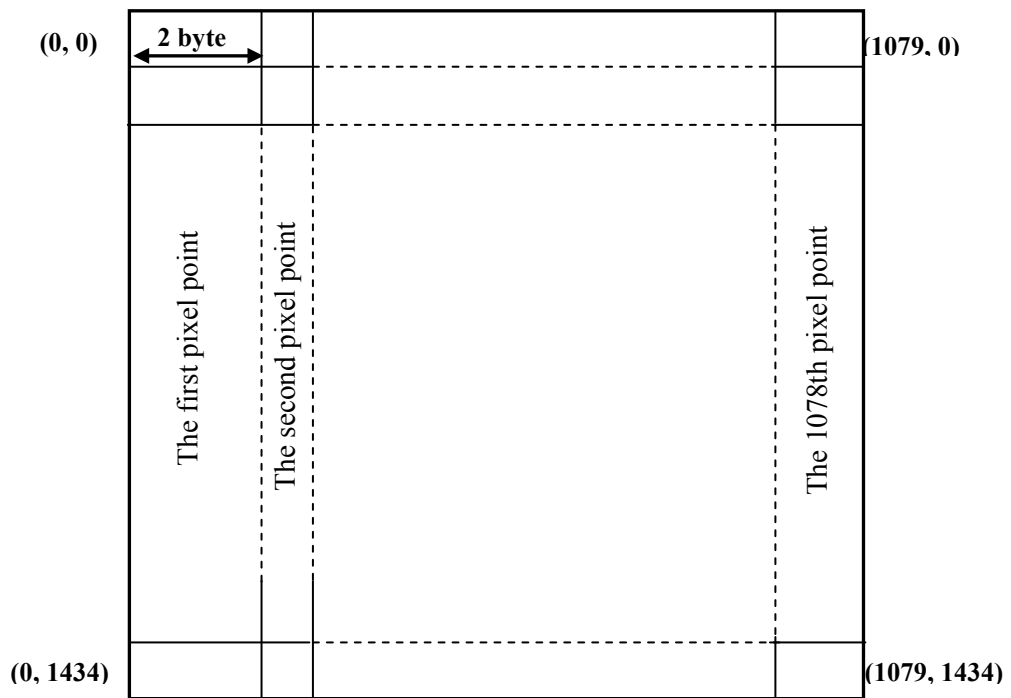 (0, 0)
2 byte
(1079, 0)
The first pixel point
The second pixel point
The 1078th pixel point
(0, 1434)
(1079, 1434)